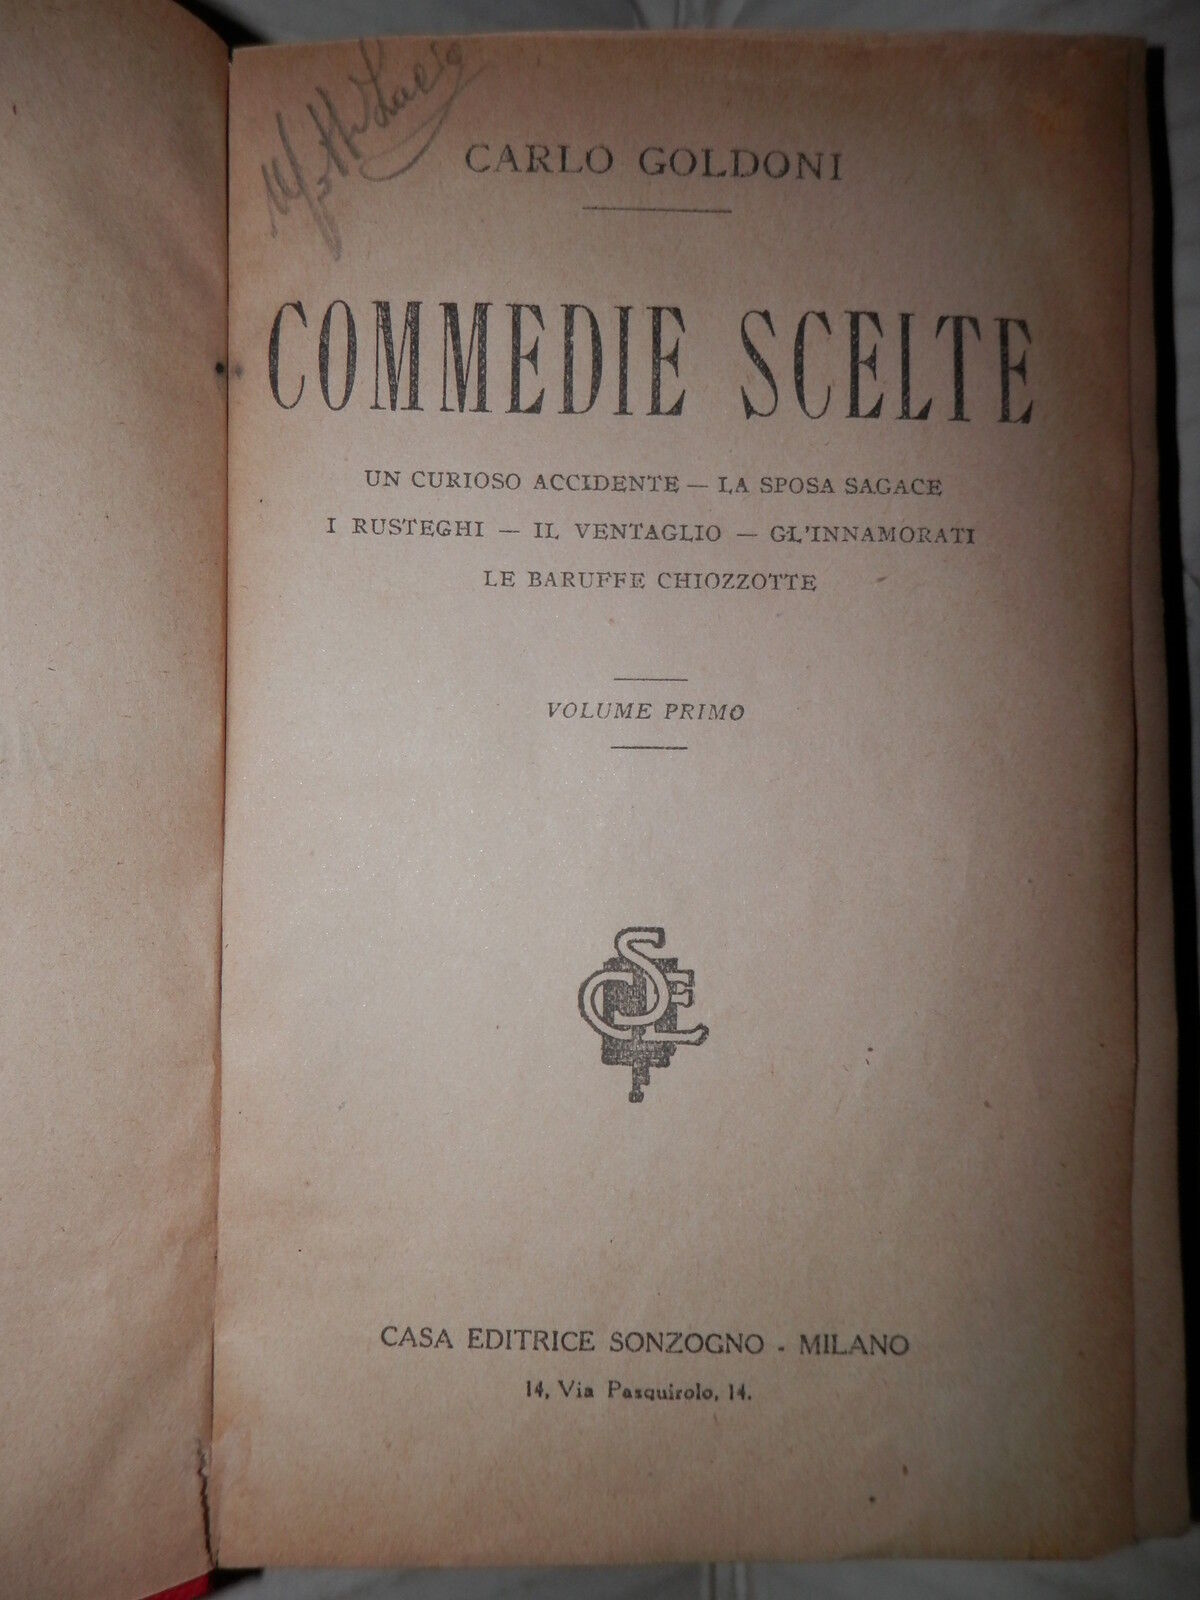 CARLO GOLDONI
COMMEDIE SCELTE
UN CURIOSO ACCIDENTE — LA SPOSA SAGACE
I RUSTEGHI — IL VENTAGLIO — GL'INNAMORATI
LE BARUFFE CHIOZZOTTE
VOLUME PRIMO
CASA EDITRICE SONZOGNO - MILANO
14, Via Pasquirolo, 14.